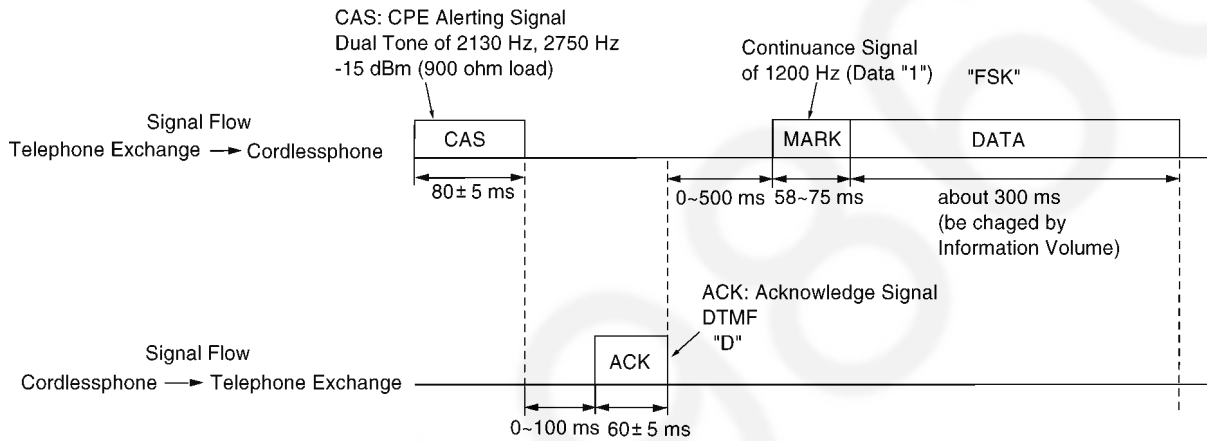 CAS: CPE Alerting Signal
Dual Tone of 2130 Hz, 2750 Hz
-15 dBm (900 ohm load)
Continuance Signal
of 1200 Hz (Data "1")
"FSK"
Signal Flow
Telephone Exchange → Cordlessphone
CAS
MARK
DATA
80± 5 ms
0~500 ms
58~75 ms
about 300 ms
(be chaged by
Information Volume)
ACK: Acknowledge Signal
DTMF
"D"
Signal Flow
Cordlessphone → Telephone Exchange
ACK
0~100 ms
60± 5 ms